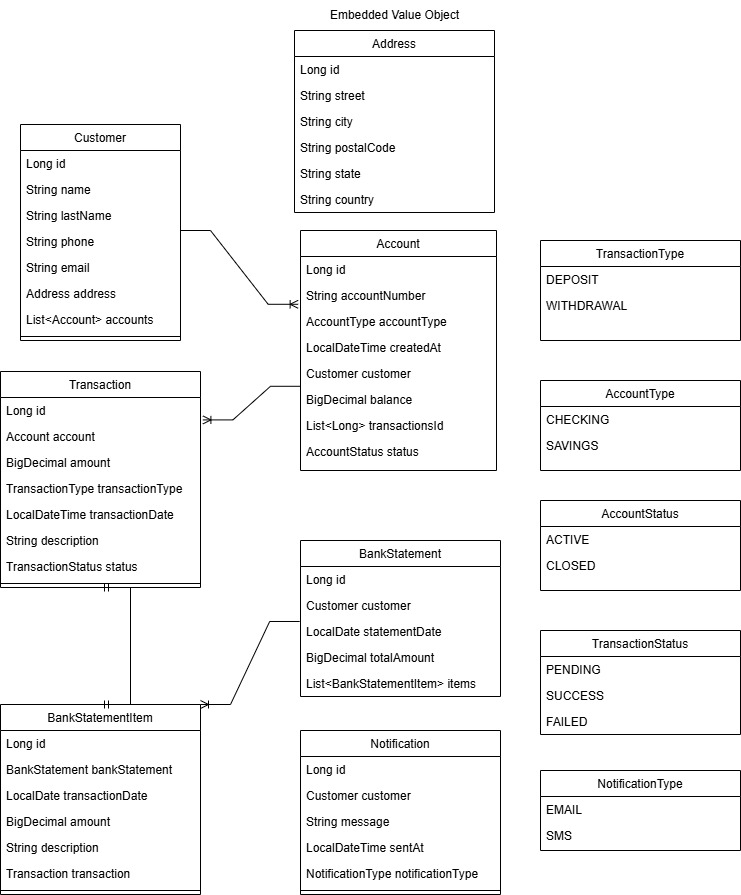 Embedded Value Object
Address
Long id
String street
String city
String postalCode
String state
String country
Customer
Long id
String name
String lastName
String phone
String email
Address address
List<Account> accounts
Account
Long id
String accountNumber
AccountType accountType
LocalDateTime createdAt
Customer customer
BigDecimal balance
List<Long> transactionsId
AccountStatus status
TransactionType
DEPOSIT
WITHDRAWAL
Transaction
Long id
Account account
BigDecimal amount
TransactionType transactionType
LocalDateTime transactionDate
String description
TransactionStatus status
AccountType
CHECKING
SAVINGS
AccountStatus
ACTIVE
CLOSED
BankStatement
Long id
Customer customer
LocalDate statementDate
BigDecimal totalAmount
List<BankStatementItem> items
TransactionStatus
PENDING
SUCCESS
FAILED
BankStatementItem
Long id
BankStatement bankStatement
LocalDate transactionDate
BigDecimal amount
String description
Transaction transaction
Notification
Long id
Customer customer
String message
LocalDateTime sentAt
NotificationType notificationType
NotificationType
EMAIL
SMS